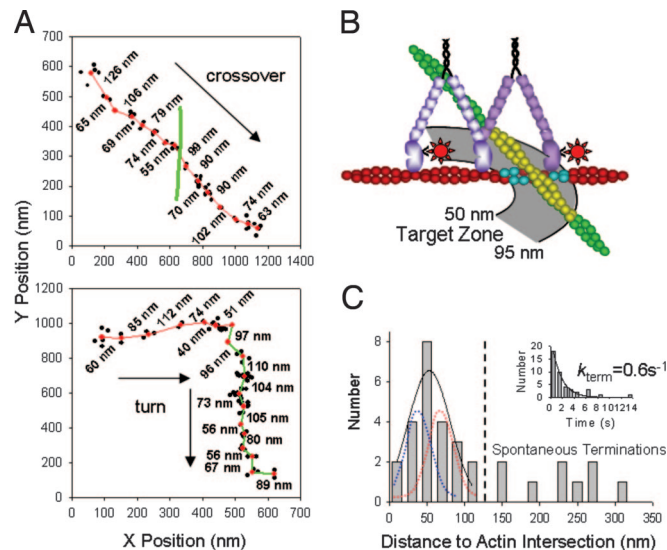 A
Y Position (nm)
700
600
500
400
300
200
100
0
126 nm
65 nm
106 nm
69 nm
79 nm
74 nm
55 nm
99 nm
90 nm
70 nm
90 nm
102 nm
74 nm
63 nm
crossover
0 200 400 600 800 1000 1200 1400
1200
1000
800
600
400
200
0
60 nm
85 nm
112 nm
74 nm
40 nm
51 nm
97 nm
96 nm
110 nm
104 nm
73 nm
105 nm
56 nm
80 nm
56 nm
67 nm
89 nm
turn
0 100 200 300 400 500 600 700
X Position (nm)
B
50 nm
Target Zone
95 nm
C
Number
8
6
4
2
0
Number
20
15
10
5
0
kterm=0.6s-1
0 2 4 6 8 10 12 14
Time (s)
Spontaneous Terminations
0 50 100 150 200 250 300 350
Distance to Actin Intersection (nm)